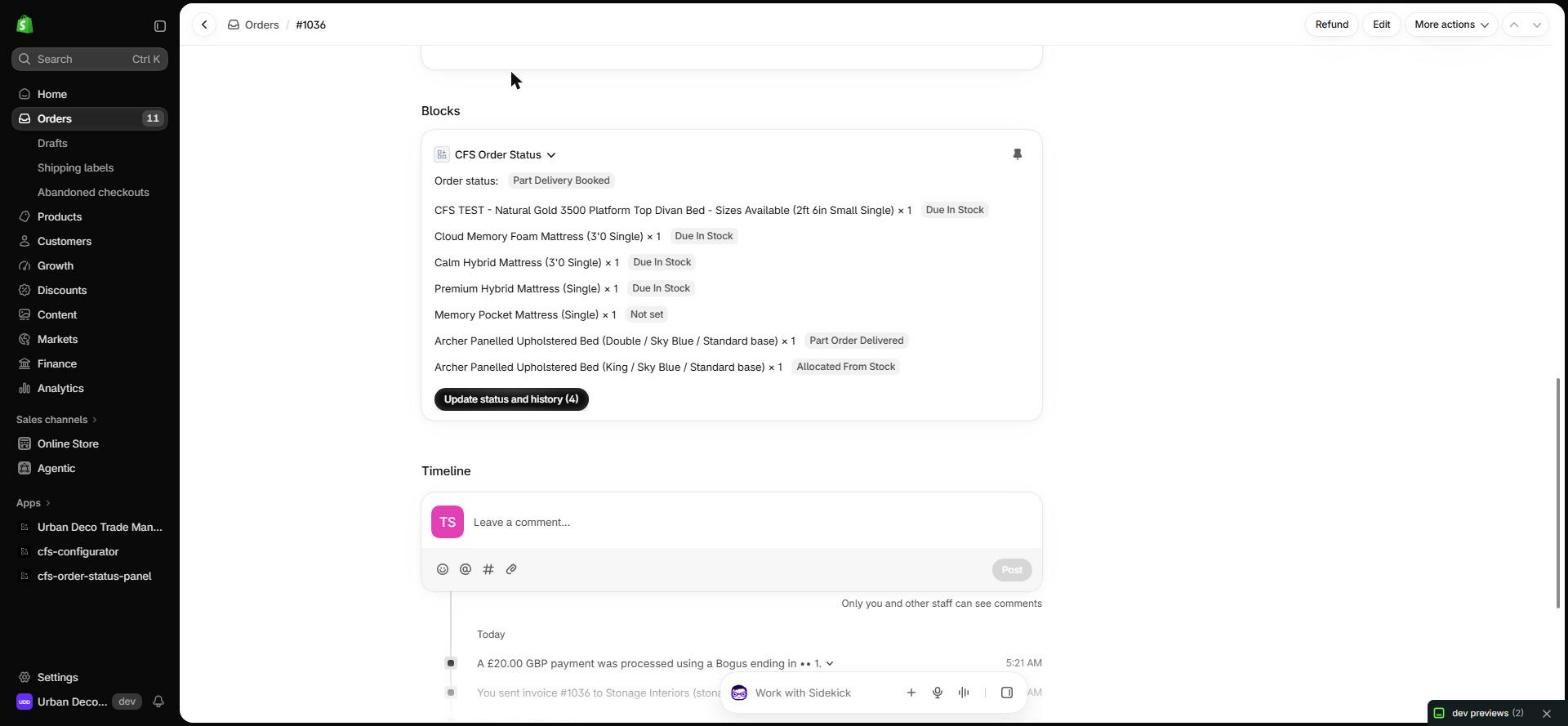 Orders / #1036
Refund
Edit
More actions
Search Ctrl K
Home
Orders 11
Drafts
Shipping labels
Abandoned checkouts
Products
Customers
Growth
Discounts
Content
Markets
Finance
Analytics
Sales channels
Online Store
Agentic
Apps
Urban Deco Trade Man...
cfs-configurator
cfs-order-status-panel
Settings
Urban Deco... dev
Blocks
CFS Order Status
Order status: Part Delivery Booked
CFS TEST - Natural Gold 3500 Platform Top Divan Bed - Sizes Available (2ft 6in Small Single) × 1 Due In Stock
Cloud Memory Foam Mattress (3'0 Single) × 1 Due In Stock
Calm Hybrid Mattress (3'0 Single) × 1 Due In Stock
Premium Hybrid Mattress (Single) × 1 Due In Stock
Memory Pocket Mattress (Single) × 1 Not set
Archer Panelled Upholstered Bed (Double / Sky Blue / Standard base) × 1 Part Order Delivered
Archer Panelled Upholstered Bed (King / Sky Blue / Standard base) × 1 Allocated From Stock
Update status and history (4)
Timeline
TS Leave a comment...
Post
Only you and other staff can see comments
Today
A £20.00 GBP payment was processed using a Bogus ending in •• 1. 5:21 AM
You sent invoice #1036 to Stonage Interiors AM
Work with Sidekick
dev previews (2)